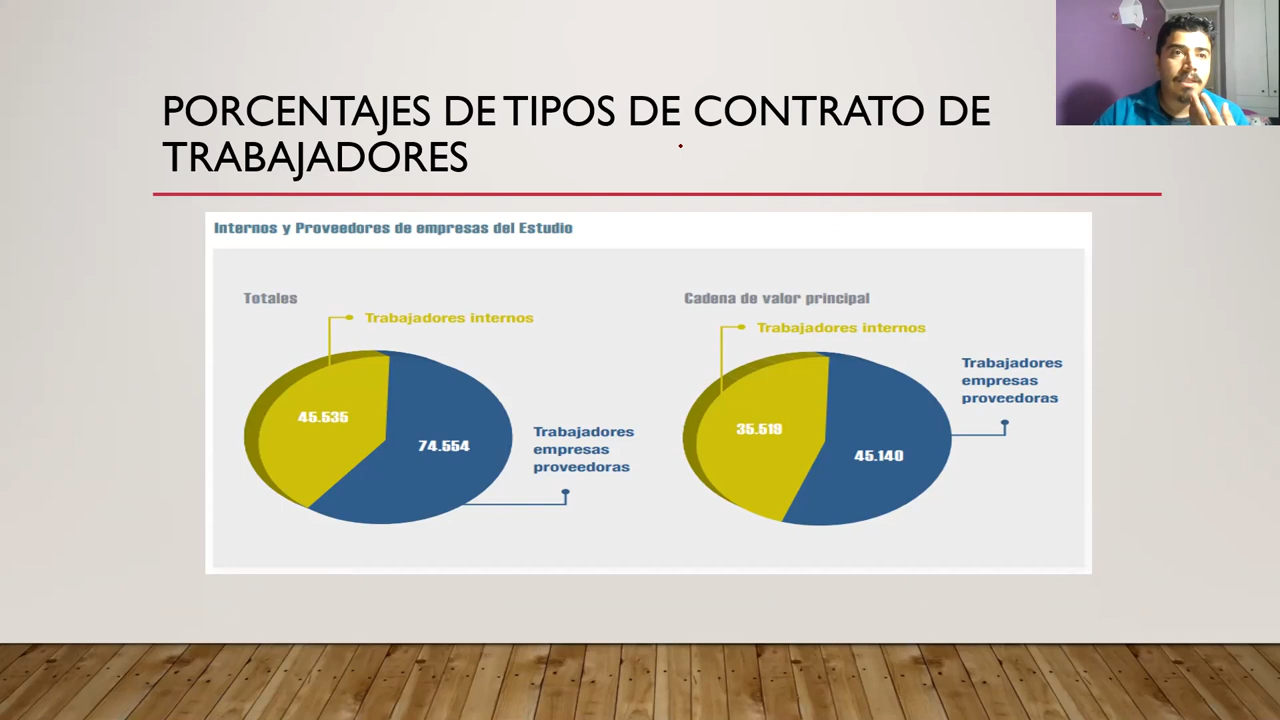 PORCENTAJES DE TIPOS DE CONTRATO DE
TRABAJADORES
Internos y Proveedores de empresas del Estudio
Totales
Trabajadores internos
45.535
74.554
Trabajadores
empresas
proveedoras
Cadena de valor principal
Trabajadores internos
35.519
45.140
Trabajadores
empresas
proveedoras